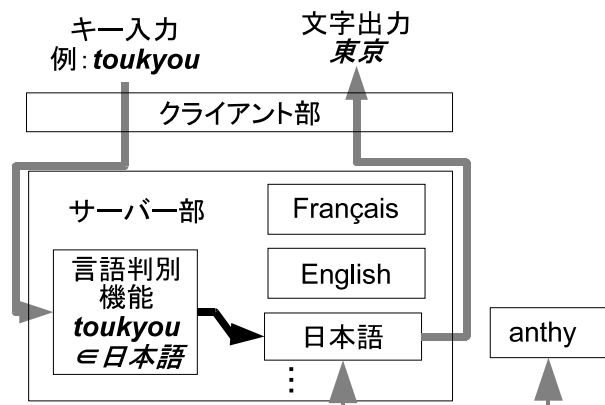 キー入力
例：toukyou
文字出力
東京
クライアント部
サーバー部
Français
言語判別
機能
toukyou
∈日本語
English
日本語
⋮
anthy